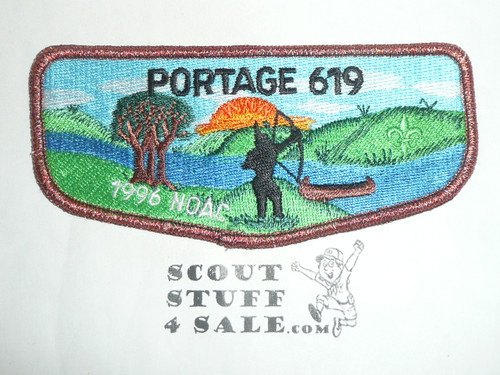 PORTAGE 619
1996 NOAC
SCOUT
STUFF
4 SALE.com